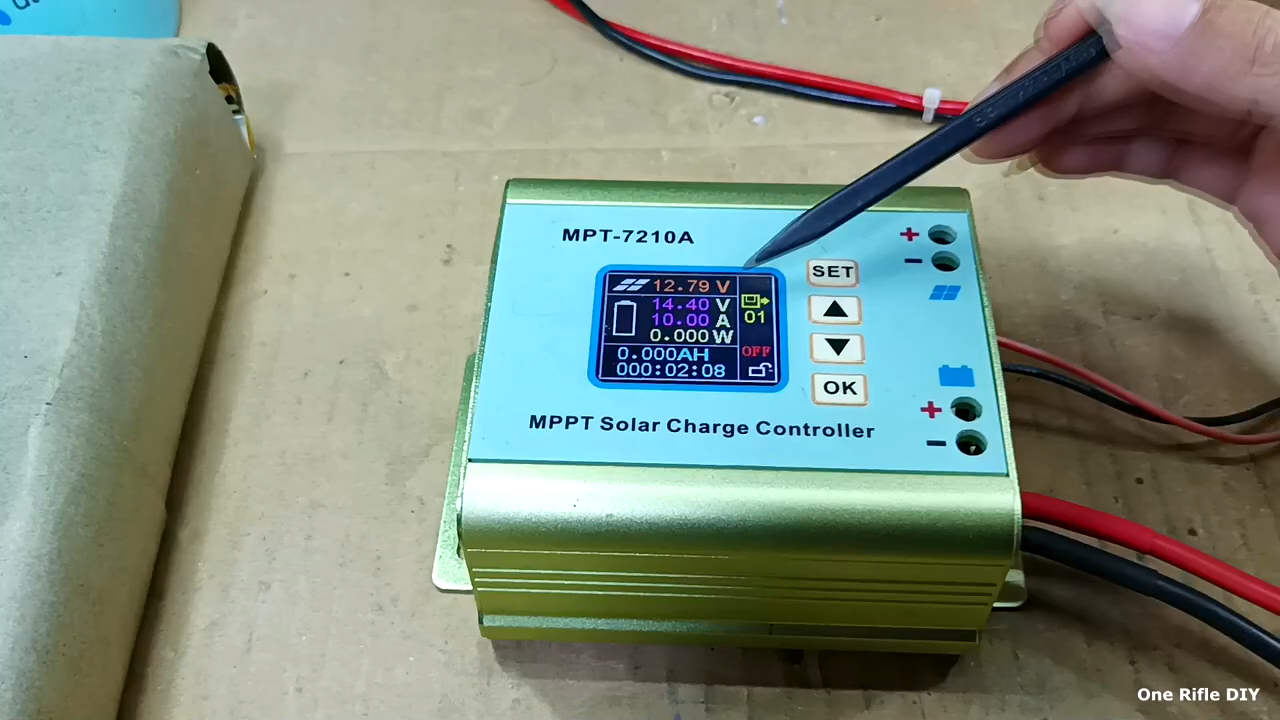 MPT-7210A
SET
12.79 V
14.40 V
10.00 A
0.000W
01
0.000AH
OFF
000:02:08
OK
MPPT Solar Charge Controller
+
−
+
−
One Rifle DIY